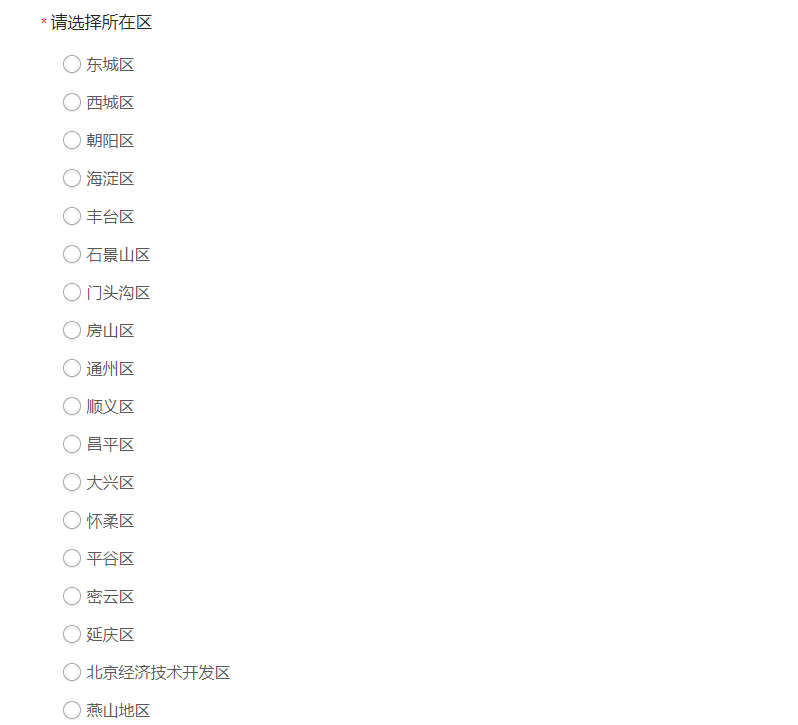 *请选择所在区
东城区
西城区
朝阳区
海淀区
丰台区
石景山区
门头沟区
房山区
通州区
顺义区
昌平区
大兴区
怀柔区
平谷区
密云区
延庆区
北京经济技术开发区
燕山地区